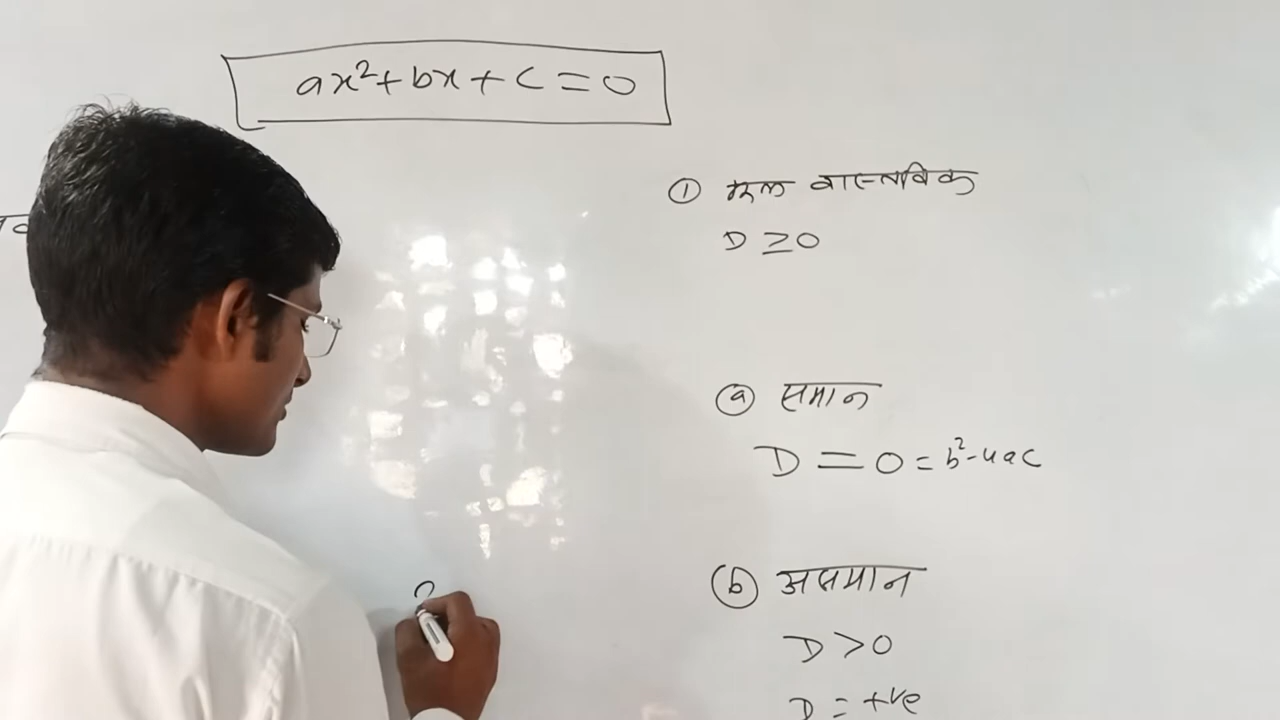 ax²+bx+c=0
① मूल वास्तविक
D ≥0
ⓐ समान
D = 0 = b²-4ac
ⓑ असमान
D >0
D = +ve